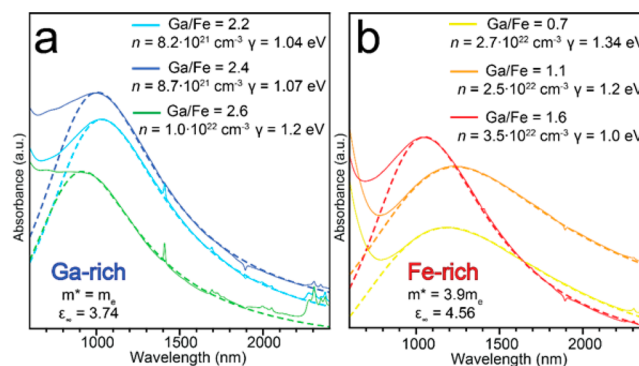 a
Ga/Fe = 2.2
n = 8.2·10²¹ cm⁻³ γ = 1.04 eV
Ga/Fe = 2.4
n = 8.7·10²¹ cm⁻³ γ = 1.07 eV
Ga/Fe = 2.6
n = 1.0·10²² cm⁻³ γ = 1.2 eV
Absorbance (a.u.)
Ga-rich
m* = mₑ
ε∞ = 3.74
1000 1500 2000
Wavelength (nm)
b
Ga/Fe = 0.7
n = 2.7·10²² cm⁻³ γ = 1.34 eV
Ga/Fe = 1.1
n = 2.5·10²² cm⁻³ γ = 1.2 eV
Ga/Fe = 1.6
n = 3.5·10²² cm⁻³ γ = 1.0 eV
Absorbance (a.u.)
Fe-rich
m* = 3.9mₑ
ε∞ = 4.56
1000 1500 2000
Wavelength (nm)